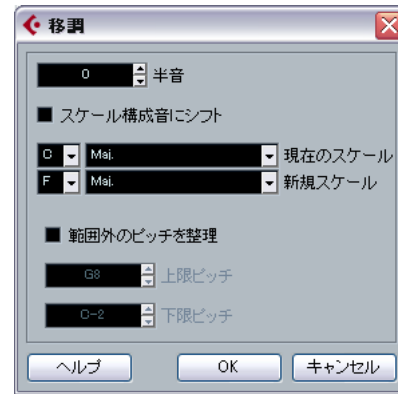 移調
0 半音
スケール構成音にシフト
C Maj. 現在のスケール
F Maj. 新規スケール
範囲外のピッチを整理
G8 上限ピッチ
C-2 下限ピッチ
ヘルプ OK キャンセル